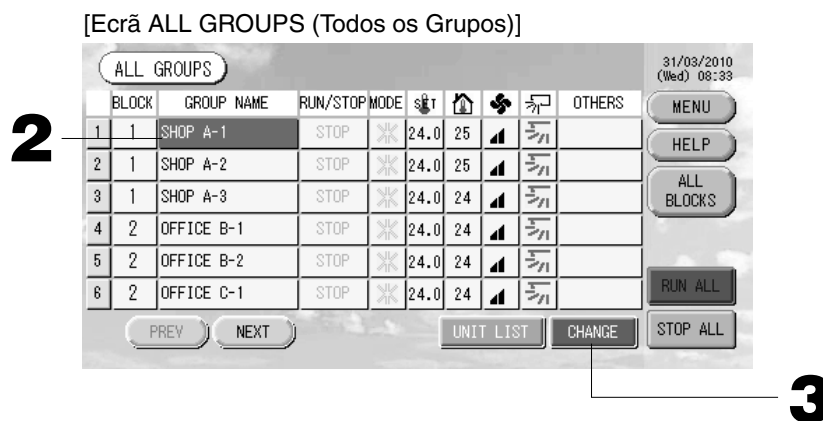 [Ecrã ALL GROUPS (Todos os Grupos)]
ALL GROUPS
31/03/2010
(Wed) 08:33
BLOCK GROUP NAME RUN/STOP MODE SET OTHERS
MENU
2
1 1 SHOP A-1 STOP 24.0 25
HELP
2 1 SHOP A-2 STOP 24.0 25
ALL
BLOCKS
3 1 SHOP A-3 STOP 24.0 24
4 2 OFFICE B-1 STOP 24.0 24
5 2 OFFICE B-2 STOP 24.0 24
6 2 OFFICE C-1 STOP 24.0 24
RUN ALL
PREV NEXT UNIT LIST CHANGE STOP ALL
3